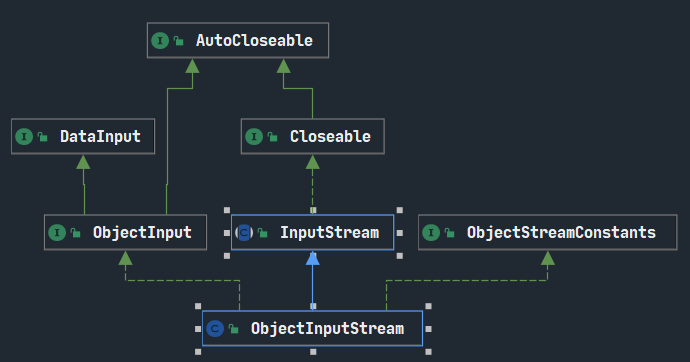 I AutoCloseable
I DataInput
I Closeable
I ObjectInput
C InputStream
I ObjectStreamConstants
C ObjectInputStream